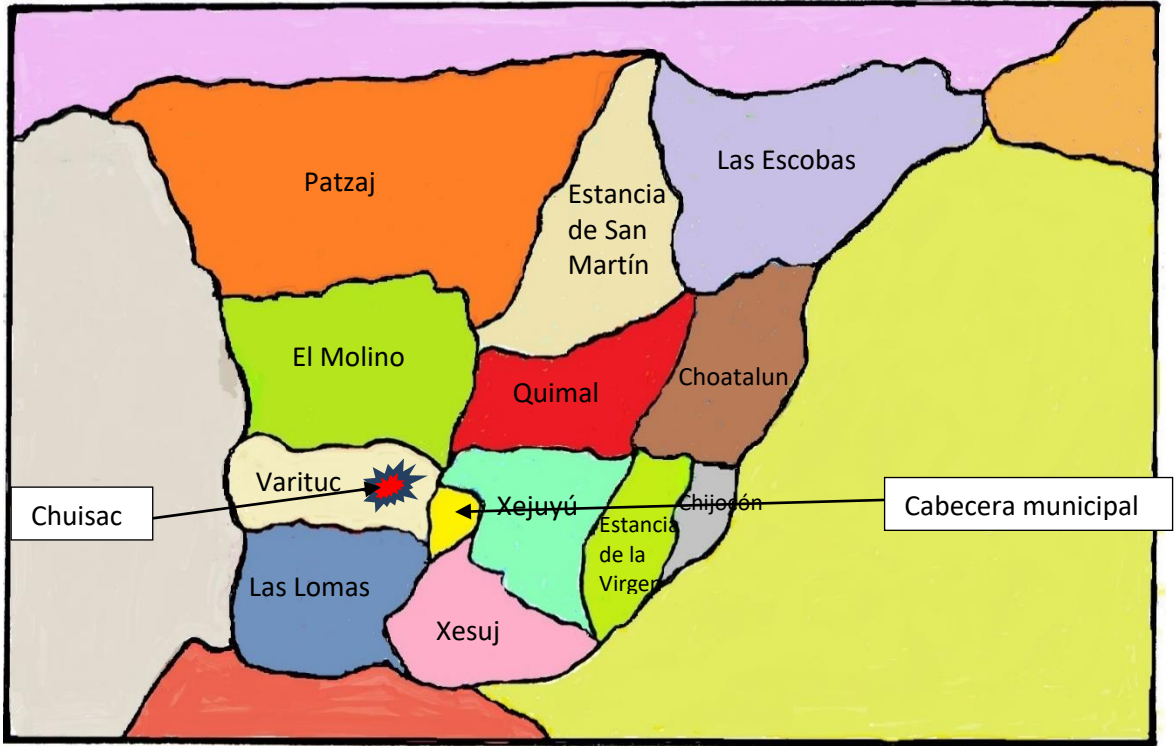 Patzaj
Las Escobas
Estancia
de San
Martín
El Molino
Quimal
Choatalun
Varituc
Chuisac
Xejuyú
Chijocón
Cabecera municipal
Estancia
de la
Virgen
Las Lomas
Xesuj